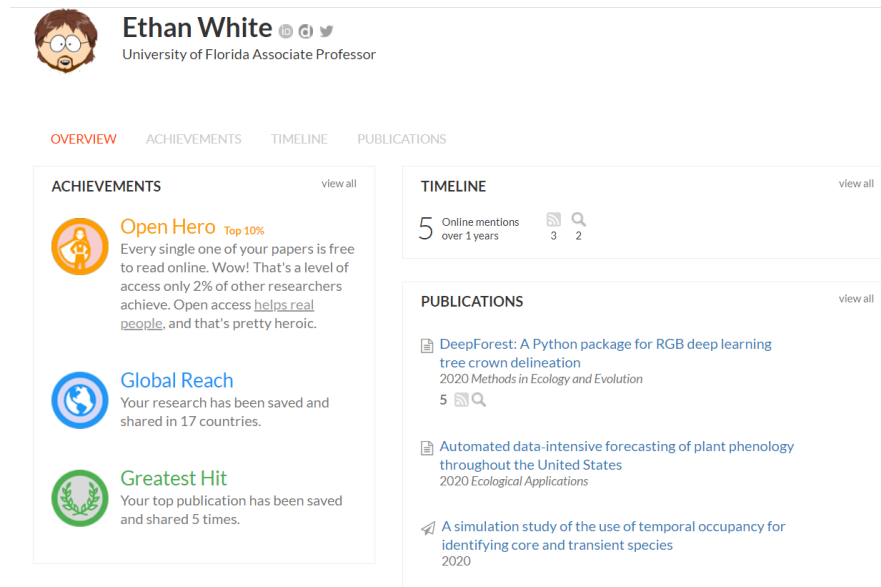 Ethan White
University of Florida Associate Professor
OVERVIEW ACHIEVEMENTS TIMELINE PUBLICATIONS
ACHIEVEMENTS view all
Open Hero Top 10%
Every single one of your papers is free
to read online. Wow! That's a level of
access only 2% of other researchers
achieve. Open access helps real
people, and that's pretty heroic.
Global Reach
Your research has been saved and
shared in 17 countries.
Greatest Hit
Your top publication has been saved
and shared 5 times.
TIMELINE view all
5 Online mentions
over 1 years
3 2
PUBLICATIONS view all
DeepForest: A Python package for RGB deep learning
tree crown delineation
2020 Methods in Ecology and Evolution
5
Automated data-intensive forecasting of plant phenology
throughout the United States
2020 Ecological Applications
A simulation study of the use of temporal occupancy for
identifying core and transient species
2020